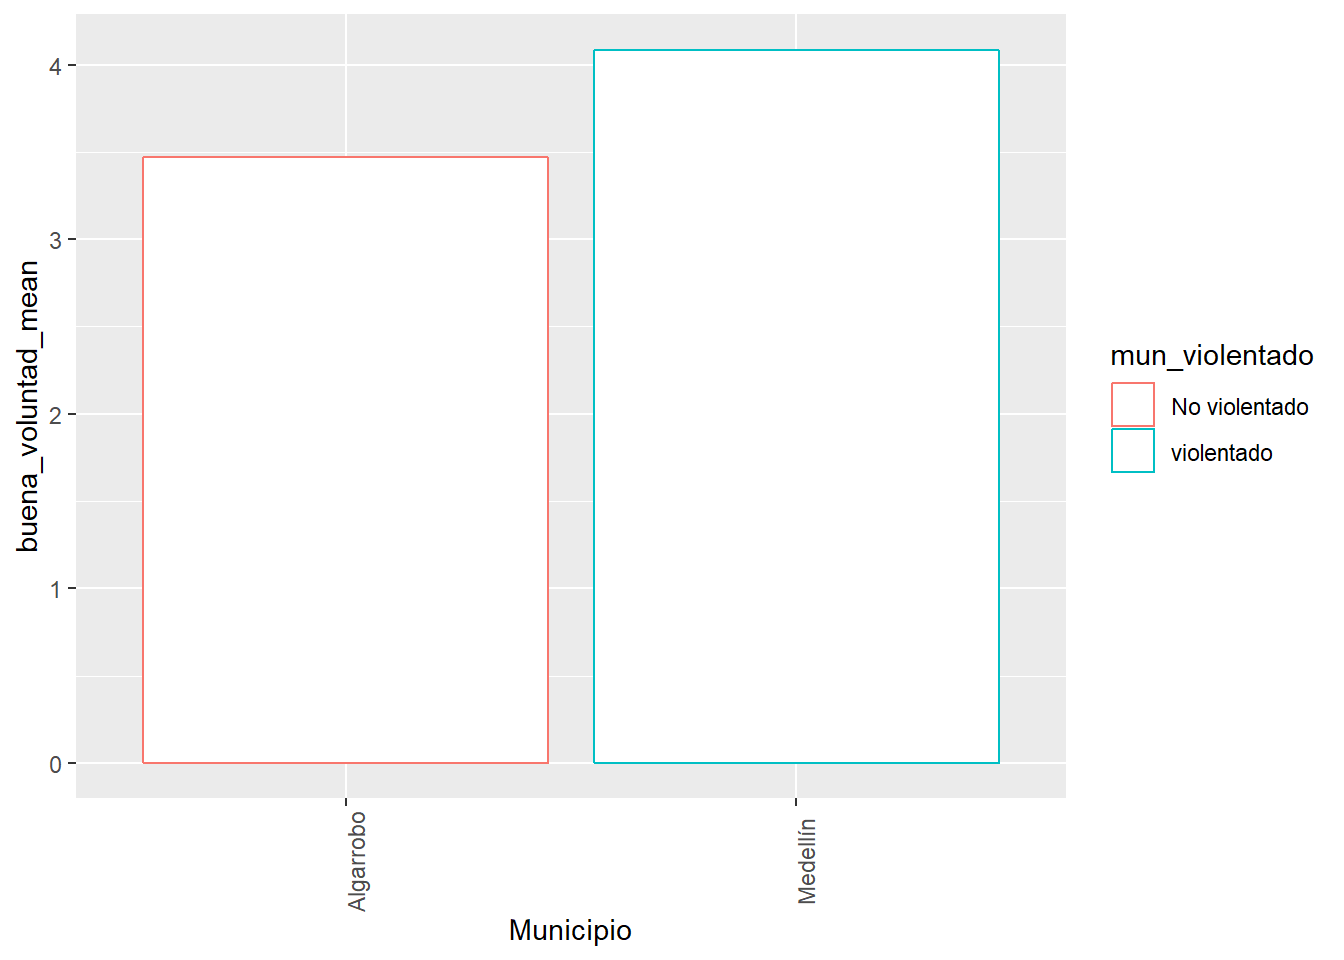 4
3
2
1
0
buena_voluntad_mean
Algarrobo
Medellín
Municipio
mun_violentado
No violentado
violentado